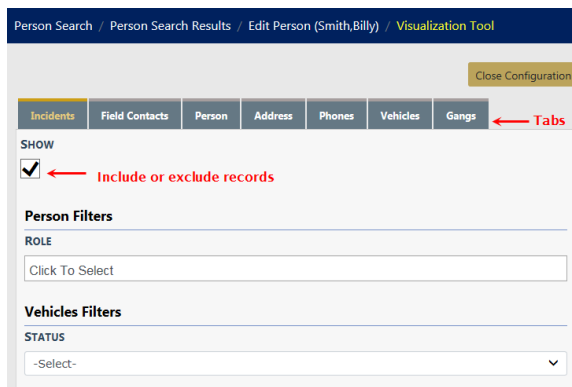 Person Search / Person Search Results / Edit Person (Smith,Billy) / Visualization Tool
Close Configuration
Incidents Field Contacts Person Address Phones Vehicles Gangs Tabs
SHOW
Include or exclude records
Person Filters
ROLE
Click To Select
Vehicles Filters
STATUS
-Select-